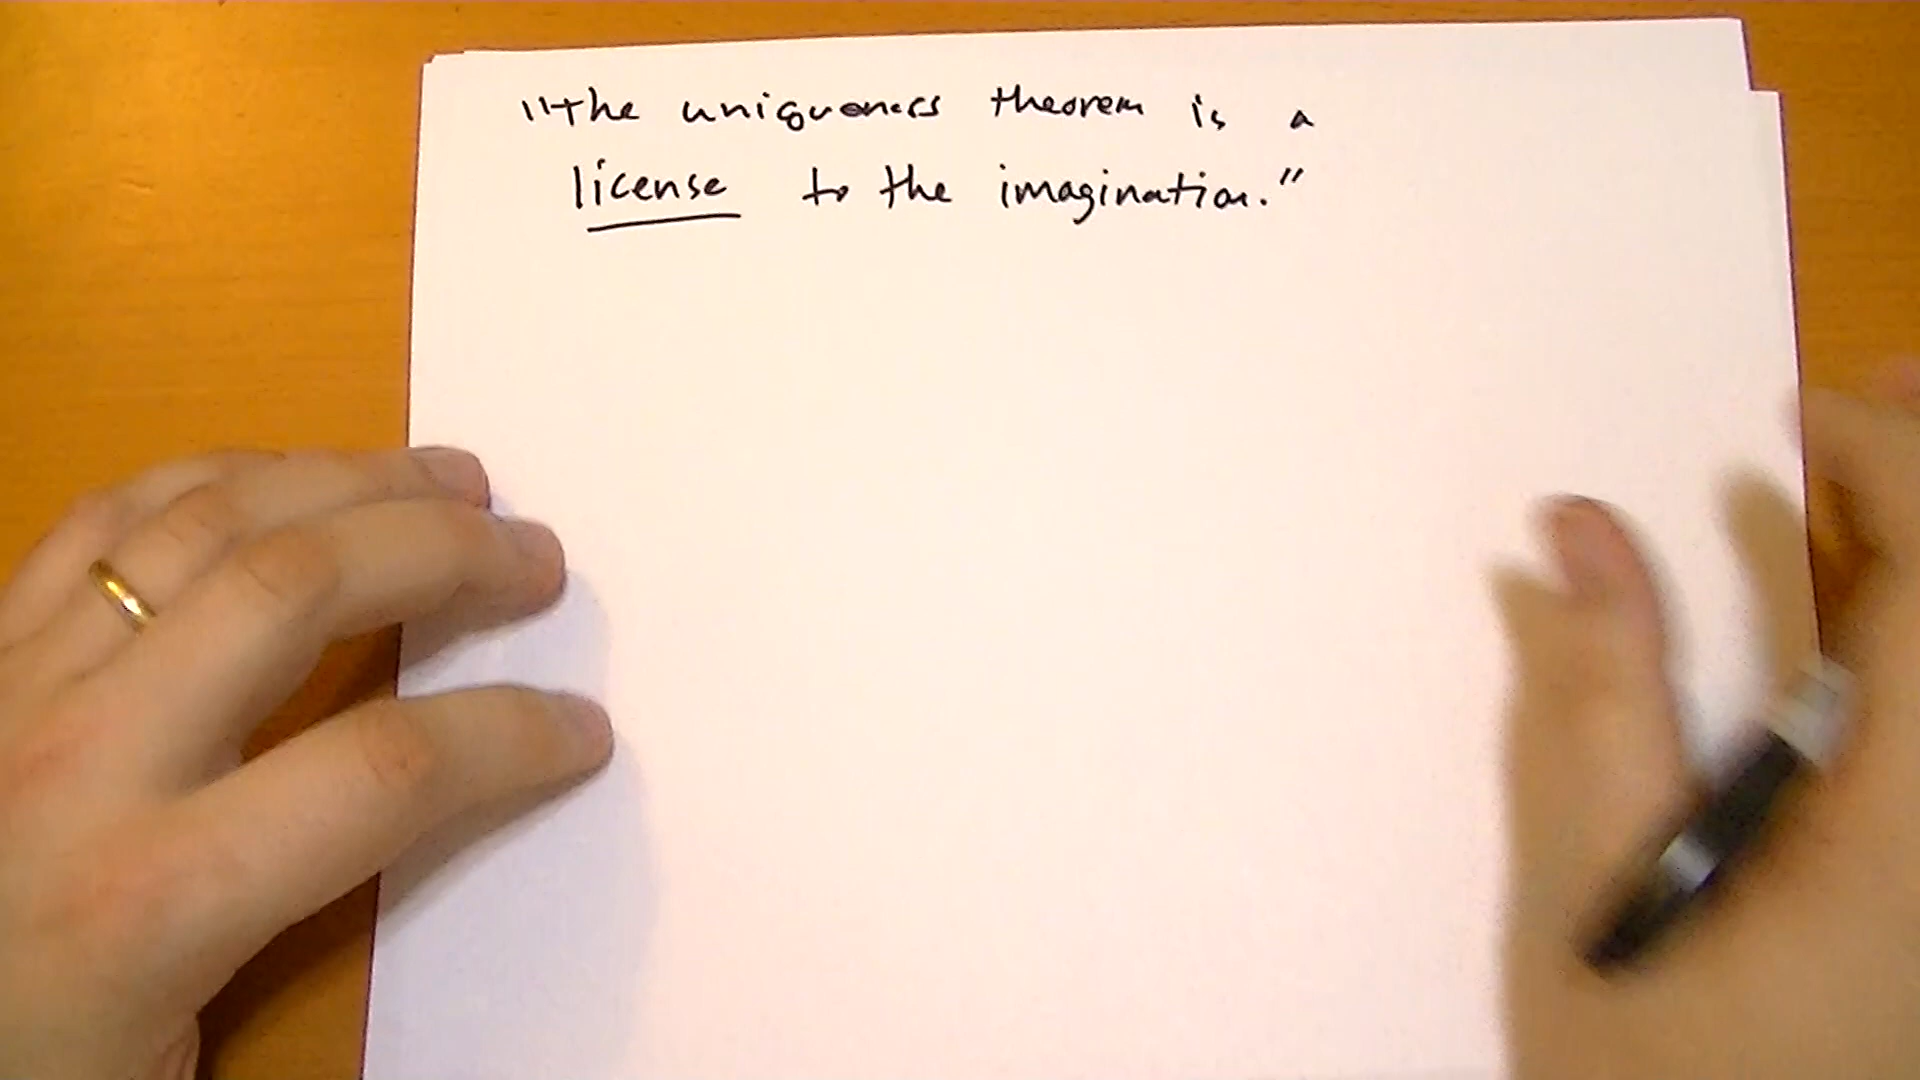 "The uniqueness theorem is a
license to the imagination."